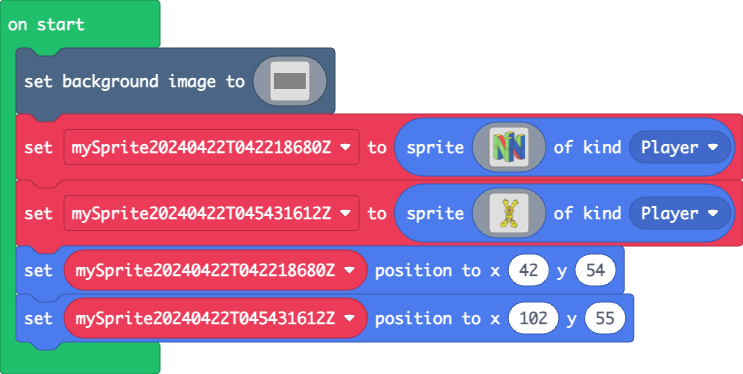 on start
set background image to
set mySprite20240422T042218680Z to sprite of kind Player
set mySprite20240422T045431612Z to sprite of kind Player
set mySprite20240422T042218680Z position to x 42 y 54
set mySprite20240422T045431612Z position to x 102 y 55